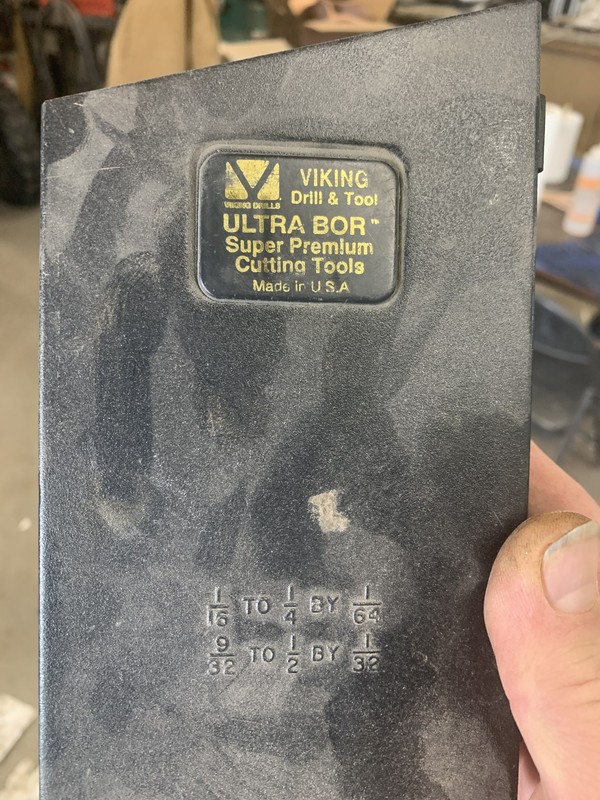 VIKING
Drill & Tool
VIKING DRILLS
ULTRA BOR™
Super Premium
Cutting Tools
Made in U.S.A
1/16 TO 1/4 BY 1/64
9/32 TO 1/2 BY 1/32